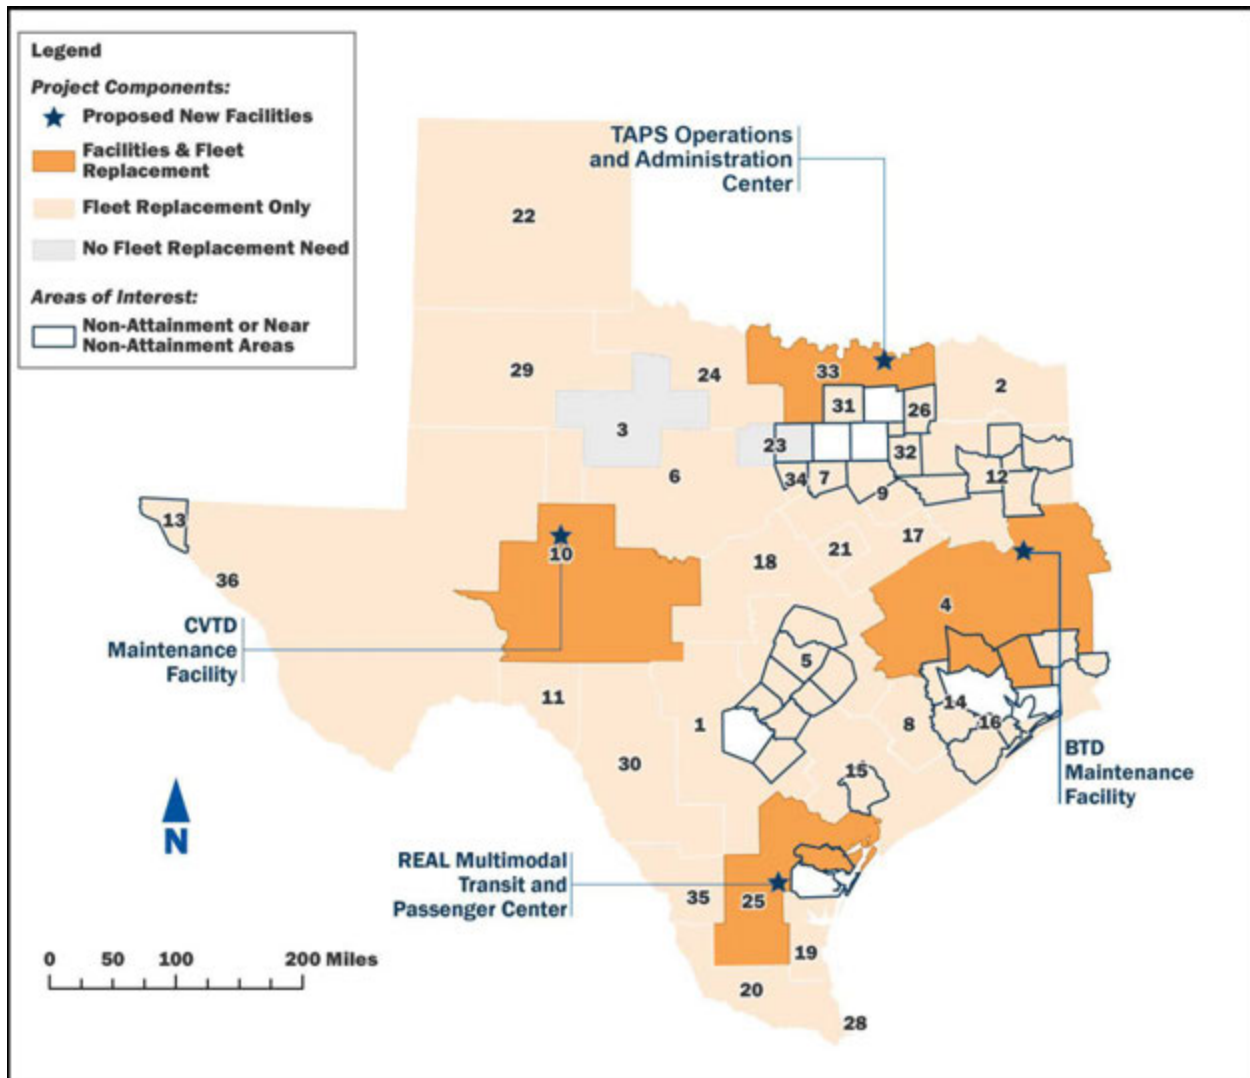 Legend
Project Components:
Proposed New Facilities
Facilities & Fleet
Replacement
Fleet Replacement Only
No Fleet Replacement Need
Areas of Interest:
Non-Attainment or Near
Non-Attainment Areas
TAPS Operations
and Administration
Center
22
29
24
33
2
31
26
3
23
32
6
34
7
9
12
13
10
21
17
18
36
4
CVTD
Maintenance
Facility
5
11
1
14
8
16
30
15
BTD
Maintenance
Facility
N
REAL Multimodal
Transit and
Passenger Center
35
25
19
20
28
0 50 100 200 Miles